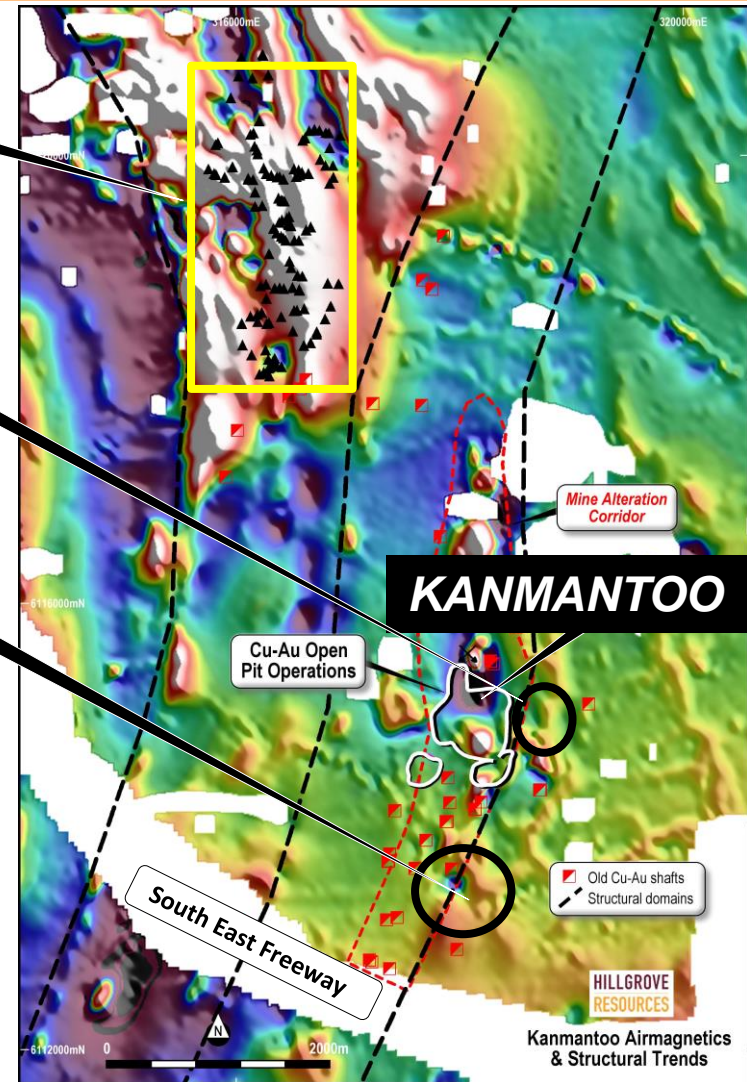 316000mE
320000mE
Mine Alteration
Corridor
KANMANTOO
6116000mN
Cu-Au Open
Pit Operations
Old Cu-Au shafts
Structural domains
South East Freeway
HILLGROVE
RESOURCES
N
6112000mN
0
2000m
Kanmantoo Airmagnetics
& Structural Trends